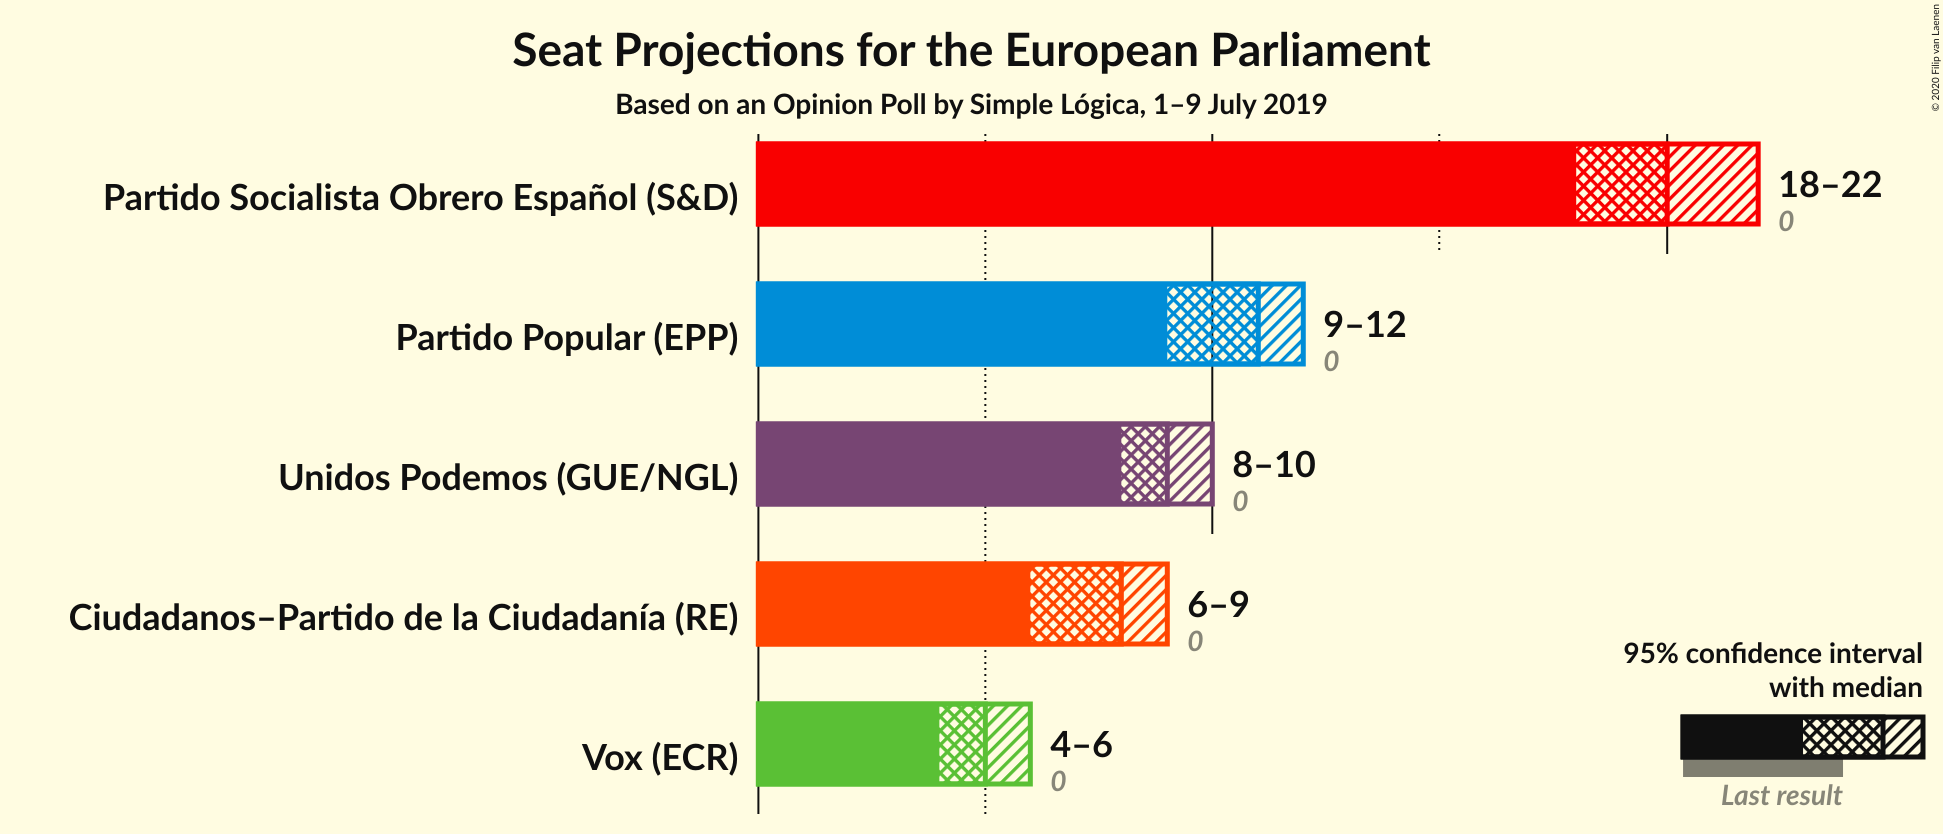 Seat Projections for the European Parliament
Based on an Opinion Poll by Simple Lógica, 1–9 July 2019
© 2020 Filip van Laenen
Partido Socialista Obrero Español (S&D)
18–22
0
Partido Popular (EPP)
9–12
0
Unidos Podemos (GUE/NGL)
8–10
0
Ciudadanos–Partido de la Ciudadanía (RE)
6–9
0
Vox (ECR)
4–6
0
95% confidence interval
with median
Last result